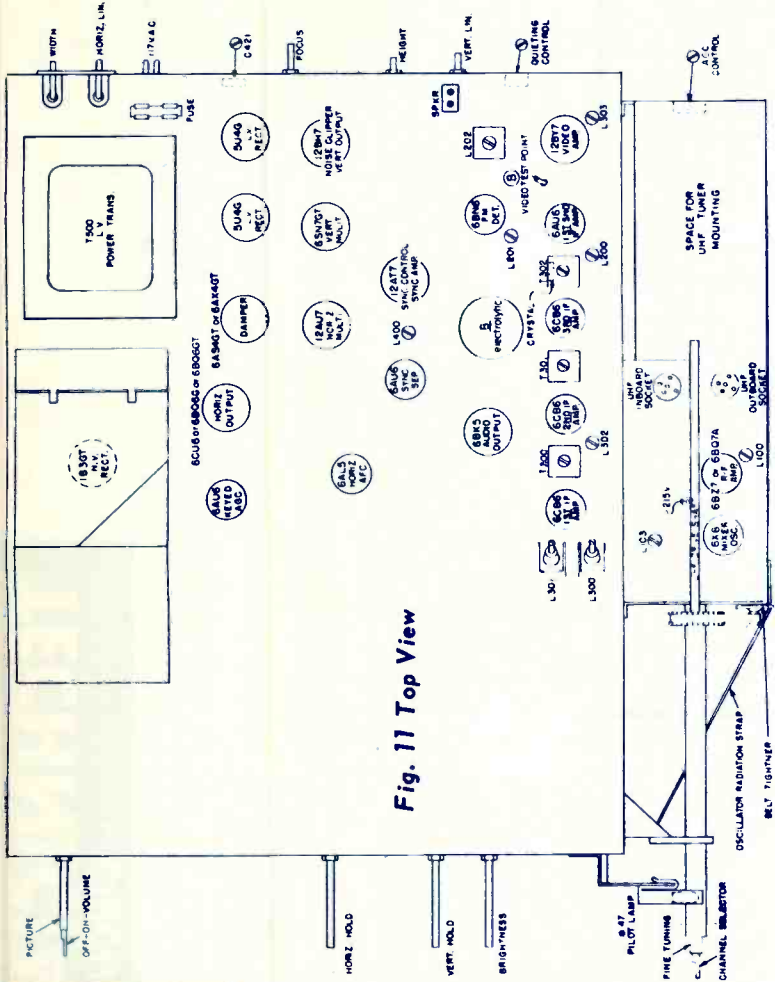 WIDTH
HORIZ. LIN.
117V.A.C.
FUSE
C421
FOCUS
HEIGHT
VERT. LIN.
QUIETING
CONTROL
AGC
CONTROL
T500
L V
POWER TRANS.
5U4G
L.V.
RECT.
5U4G
L.V.
RECT
12BH7
NOISE CLIPPER
VERT OUTPUT
6SN7GT
VERT
MULT.
6AS4GT or 6AX4GT
DAMPER
12AU7
HORIZ
MULTI.
12AT7
SYNC CONTROL
SYNC AMP.
L400
6AU6
SYNC
SEP
6CU6 or 6BQ6G or 6BQ6GT
HORIZ
OUTPUT
1B3GT
H.V.
RECT.
6AU6
KEYED
AGC
6AL5
HORIZ
AFC
SPKR
L202
12BY7
VIDEO
AMP
L303
VIDEO TEST POINT
B
6BN6
FM
DET.
L201
6AU6
1ST SND
IF AMP
L200
T302
CRYSTAL
electrolytic
6CB6
3RD IF
AMP
T301
6BK5
AUDIO
OUTPUT
6CB6
2ND IF
AMP
L302
T300
6CB6
1ST IF
AMP
L301
L300
Fig. 11 Top View
SPACE FOR
UHF TUNER
MOUNTING
UHF
INBOARD
SOCKET
UHF
OUTBOARD
SOCKET
215V
6BZ7 or 6BQ7A
R-F
AMP.
L100
6X8
MIXER
OSC.
PICTURE
OFF-ON-VOLUME
HORIZ HOLD
VERT. HOLD
BRIGHTNESS
#47
PILOT LAMP
FINE TUNING
CHANNEL SELECTOR
OSCILLATOR RADIATION STRAP
BELT TIGHTNER